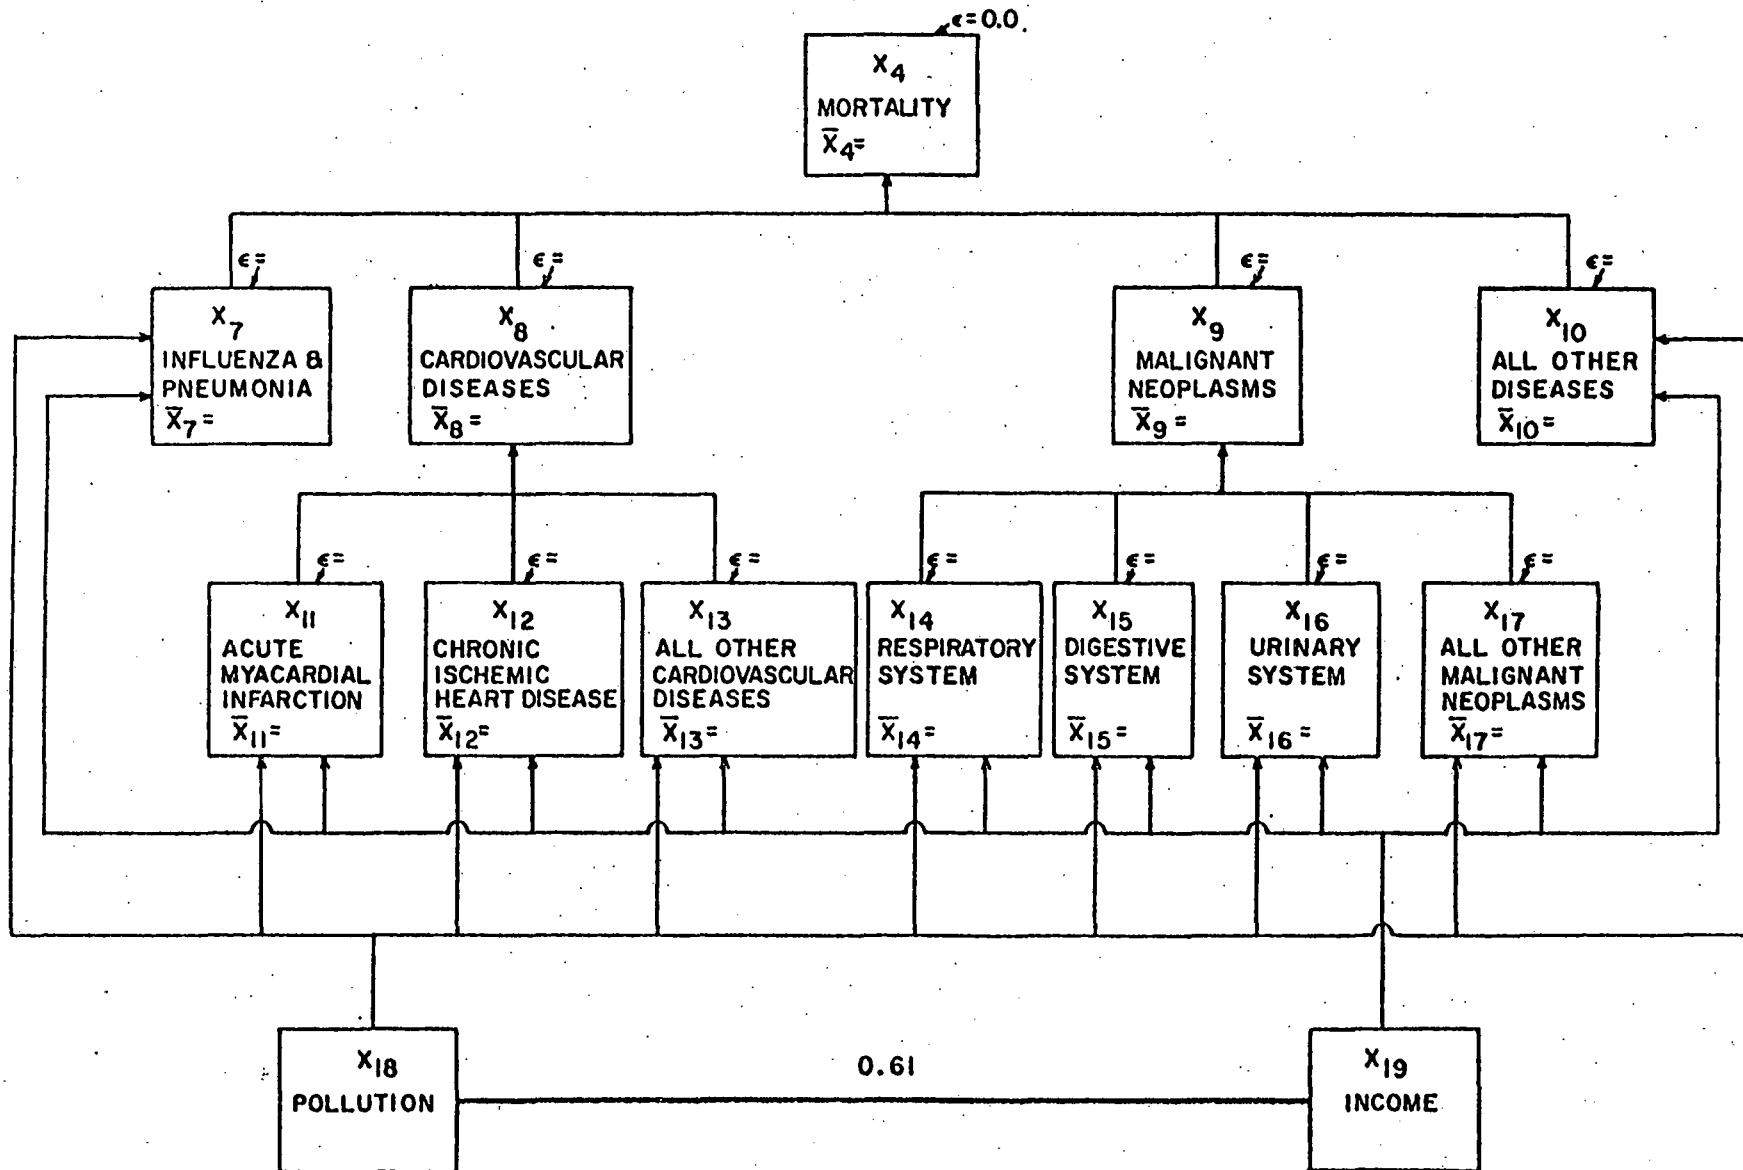 ϵ=0.0.
X4
MORTALITY
X̄4=
ϵ=
X7
INFLUENZA &
PNEUMONIA
X̄7=
ϵ=
X8
CARDIOVASCULAR
DISEASES
X̄8=
ϵ=
X9
MALIGNANT
NEOPLASMS
X̄9=
ϵ=
X10
ALL OTHER
DISEASES
X̄10=
ϵ=
X11
ACUTE
MYACARDIAL
INFARCTION
X̄11=
ϵ=
X12
CHRONIC
ISCHEMIC
HEART DISEASE
X̄12=
ϵ=
X13
ALL OTHER
CARDIOVASCULAR
DISEASES
X̄13=
ϵ=
X14
RESPIRATORY
SYSTEM
X̄14=
ϵ=
X15
DIGESTIVE
SYSTEM
X̄15=
ϵ=
X16
URINARY
SYSTEM
X̄16=
ϵ=
X17
ALL OTHER
MALIGNANT
NEOPLASMS
X̄17=
X18
POLLUTION
0.61
X19
INCOME